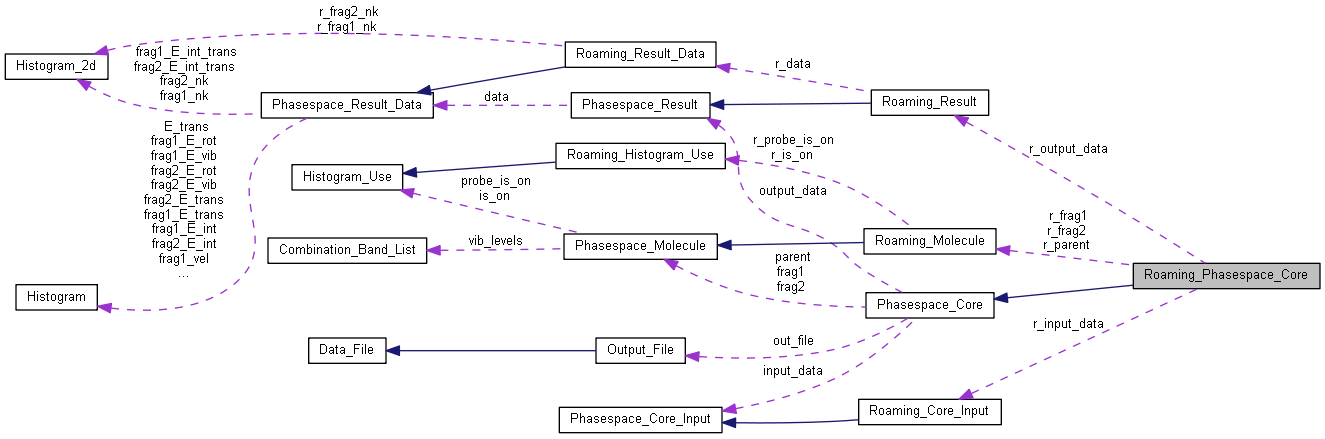 r_frag2_nk
r_frag1_nk
Roaming_Result_Data
Histogram_2d
frag1_E_int_trans
frag2_E_int_trans
frag2_nk
frag1_nk
r_data
Phasespace_Result_Data
data
Phasespace_Result
Roaming_Result
E_trans
frag1_E_rot
frag1_E_vib
frag2_E_rot
frag2_E_vib
frag2_E_trans
frag1_E_trans
frag1_E_int
frag2_E_int
frag1_vel
...
r_probe_is_on
r_is_on
r_output_data
Roaming_Histogram_Use
Histogram_Use
probe_is_on
is_on
output_data
Combination_Band_List
vib_levels
Phasespace_Molecule
Roaming_Molecule
r_frag1
r_frag2
r_parent
parent
frag1
frag2
Roaming_Phasespace_Core
Histogram
Phasespace_Core
r_input_data
Data_File
Output_File
out_file
input_data
Phasespace_Core_Input
Roaming_Core_Input